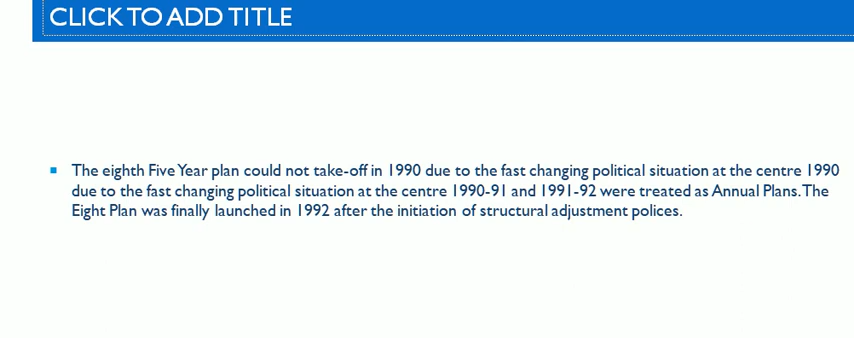 CLICK TO ADD TITLE
The eighth Five Year plan could not take-off in 1990 due to the fast changing political situation at the centre 1990
due to the fast changing political situation at the centre 1990-91 and 1991-92 were treated as Annual Plans. The
Eight Plan was finally launched in 1992 after the initiation of structural adjustment polices.